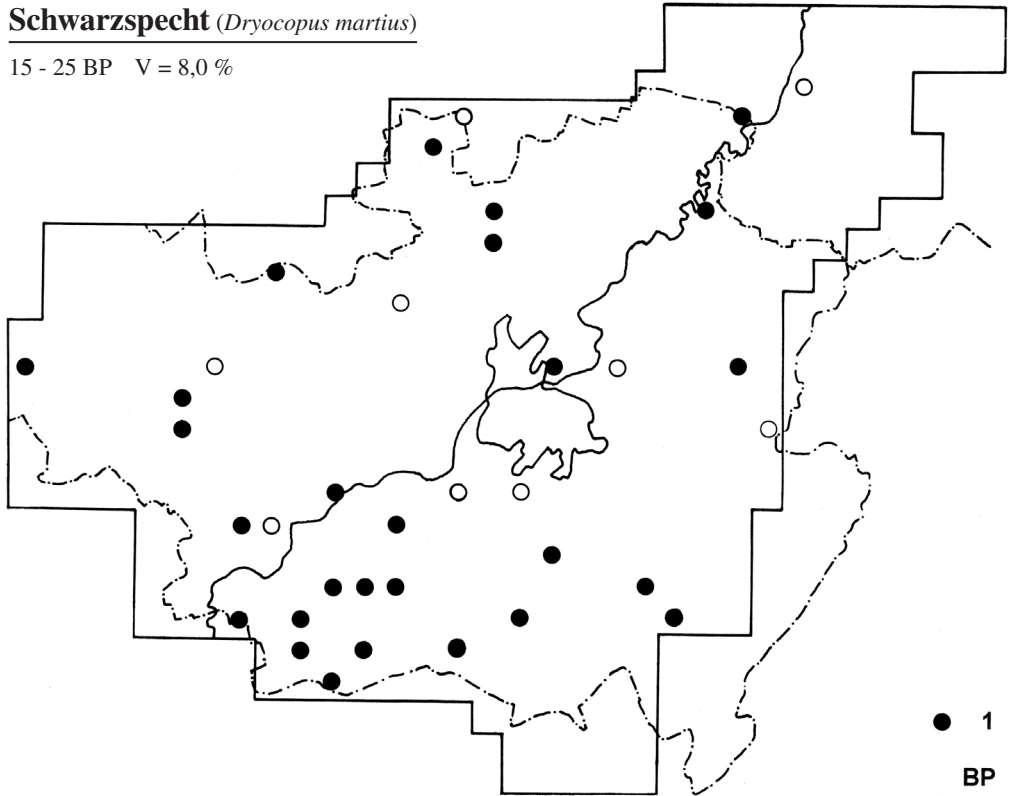 Schwarzspecht (Dryocopus martius)
15 - 25 BP V = 8,0 %
1
BP